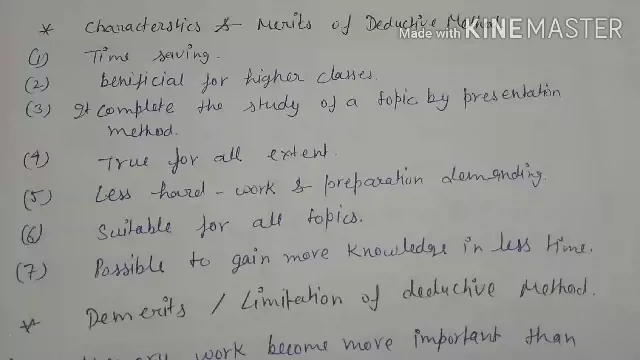 * Characterstics & Merits of Deductive Method
Made with KINEMASTER
(1) Time saving.
(2) benificial for higher classes.
(3) It complete the study of a topic by presentation
method.
(4) True for all extent.
(5) Less hard-work & preparation demanding.
(6) Suitable for all topics.
(7) Possible to gain more knowledge in less time.
* Demerits / Limitation of deductive Method.
work become more important than